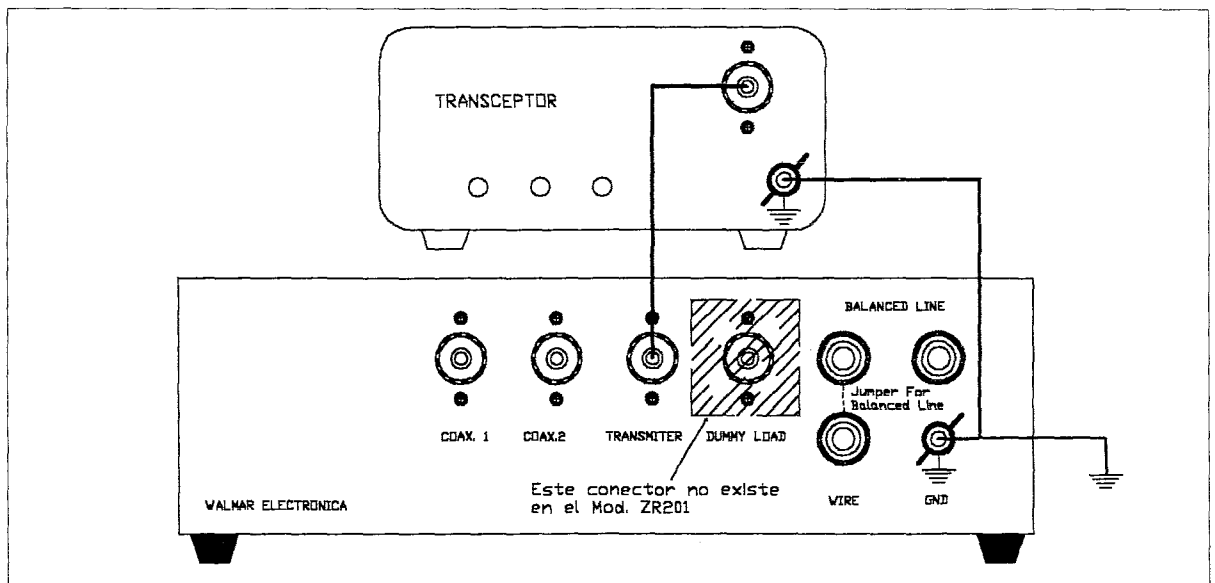 TRANSCEPTOR
BALANCED LINE
Jumper For
Balanced Line
COAX. 1
COAX.2
TRANSMITER
DUMMY LOAD
Este conector no existe
en el Mod. ZR201
WIRE
GND
WALMAR ELECTRONICA